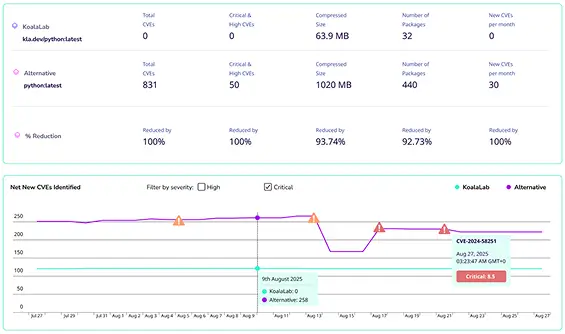 KoalaLab
kla.dev/python:latest
Total CVEs
0
Critical & High CVEs
0
Compressed Size
63.9 MB
Number of Packages
32
New CVEs per month
0
Alternative
python:latest
Total CVEs
831
Critical & High CVEs
50
Compressed Size
1020 MB
Number of Packages
440
New CVEs per month
30
% Reduction
Reduced by
100%
Reduced by
100%
Reduced by
93.74%
Reduced by
92.73%
Reduced by
100%
Net New CVEs Identified
Filter by severity:
High
Critical
KoalaLab
Alternative
250
200
150
100
50
0
CVE-2024-58251
Aug 27, 2025
03:23:47 AM GMT+0
Critical: 8.5
9th August 2025
KoalaLab: 0
Alternative: 258
Jul 27 Jul 29 Jul 31 Aug 1 Aug 2 Aug 3 Aug 4 Aug 5 Aug 6 Aug 7 Aug 8 Aug 9 Aug 11 Aug 13 Aug 15 Aug 17 Aug 19 Aug 21 Aug 23 Aug 25 Aug 27